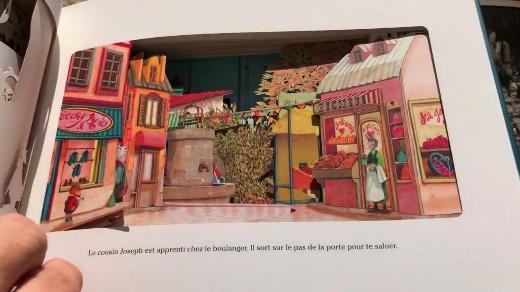 Le cousin Joseph est apprenti chez le boulanger. Il sort sur le pas de la porte pour te saluer.